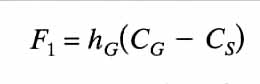 F₁ = h_G(C_G − C_S)